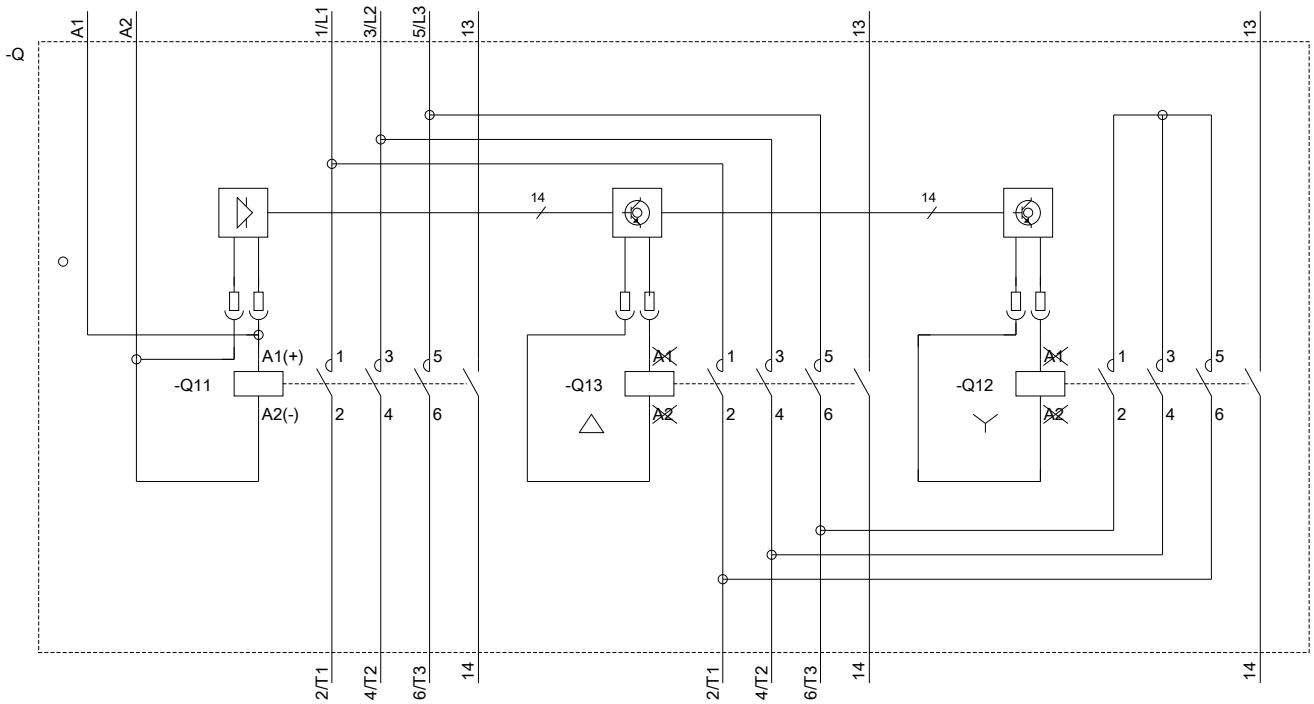 A1 A2 1/L1 3/L2 5/L3 13 13 13
-Q
14 14
A1(+) 1 3 5 A1 1 3 5 A1 1 3 5
-Q11 -Q13 -Q12
A2(-) 2 4 6 A2 2 4 6 A2 2 4 6
2/T1 4/T2 6/T3 14 2/T1 4/T2 6/T3 14 14